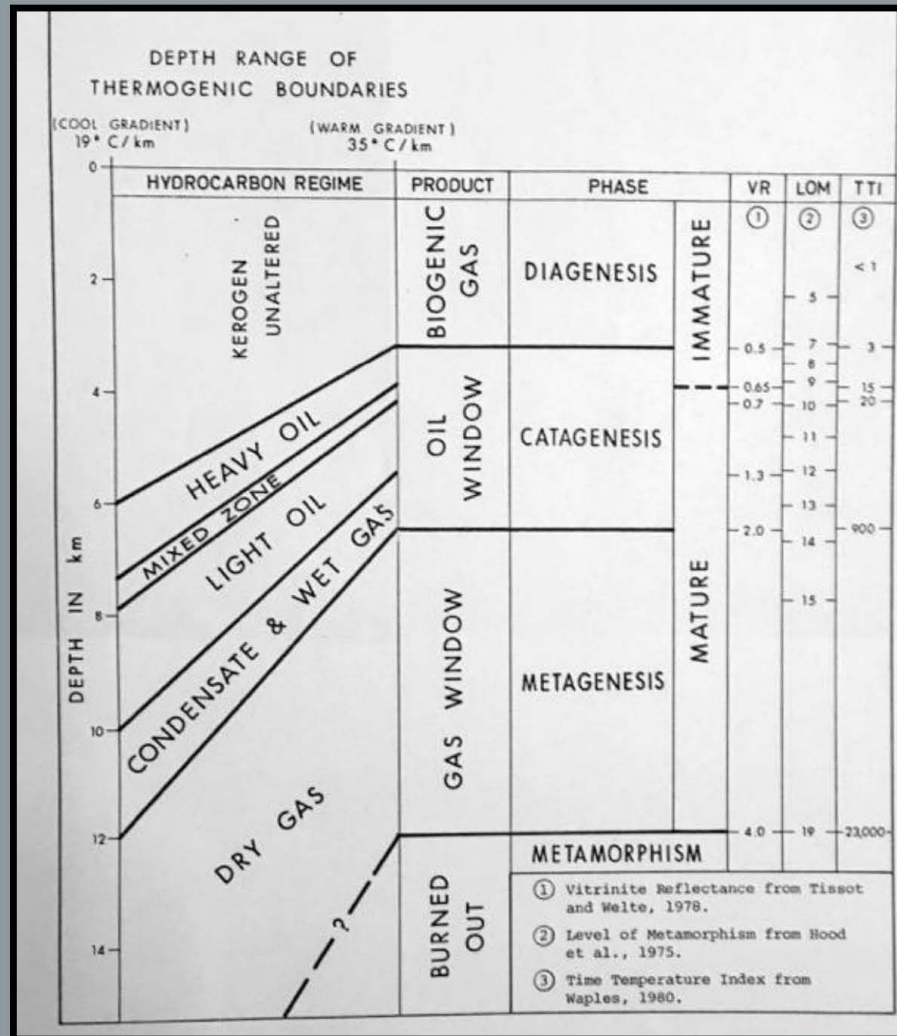 DEPTH RANGE OF
THERMOGENIC BOUNDARIES
(COOL GRADIENT)
19° C/km
(WARM GRADIENT)
35° C/km
HYDROCARBON REGIME
PRODUCT
PHASE
VR
LOM
TTI
①
②
③
DEPTH IN km
0
2
4
6
8
10
12
14
KEROGEN
UNALTERED
HEAVY OIL
MIXED ZONE
LIGHT OIL
CONDENSATE & WET GAS
DRY GAS
?
BIOGENIC
GAS
OIL
WINDOW
GAS WINDOW
BURNED
OUT
DIAGENESIS
CATAGENESIS
METAGENESIS
METAMORPHISM
IMMATURE
MATURE
0.5
0.65
0.7
1.3
2.0
4.0
5
7
8
9
10
11
12
13
14
15
19
< 1
3
15
20
900
23,000
① Vitrinite Reflectance from Tissot
and Welte, 1978.
② Level of Metamorphism from Hood
et al., 1975.
③ Time Temperature Index from
Waples, 1980.